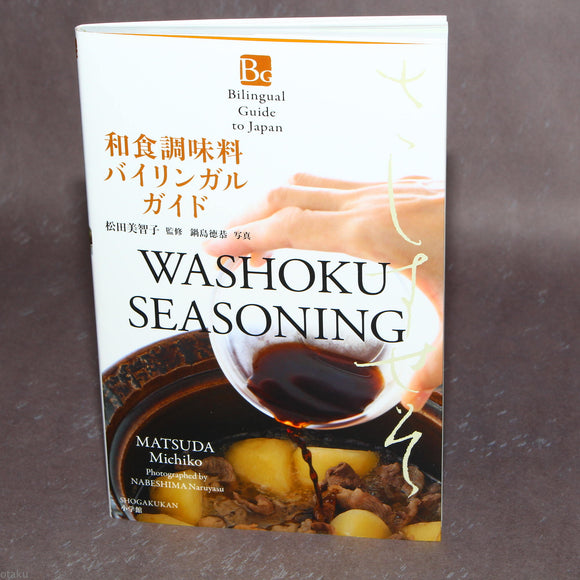 BG
Bilingual
Guide
to Japan
和食調味料
バイリンガル
ガイド
松田美智子 監修 鍋島徳恭 写真
さしすせそ
WASHOKU
SEASONING
MATSUDA
Michiko
Photographed by
NABESHIMA Naruyasu
SHOGAKUKAN
小学館
otaku